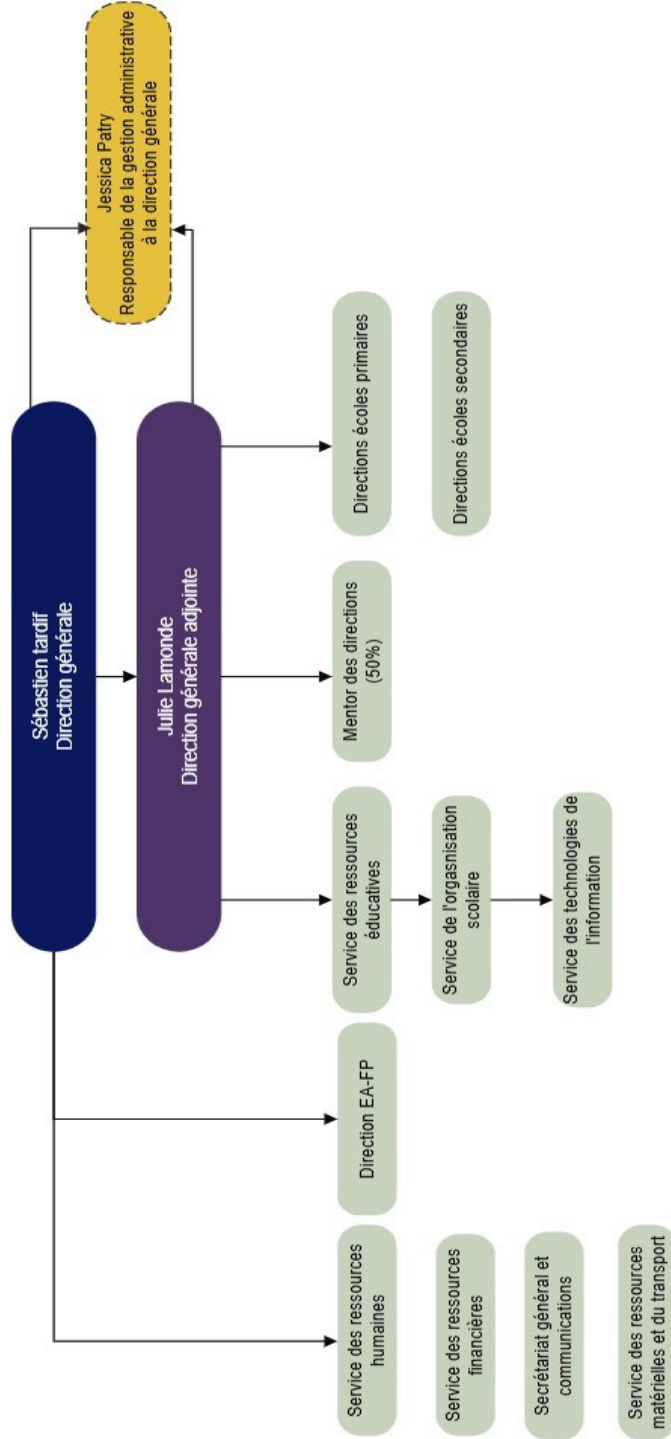 Sébastien tardif
Direction générale
Jessica Patry
Responsable de la gestion administrative
à la direction générale
Julie Lamonde
Direction générale adjointe
Service des ressources
humaines
Service des ressources
financières
Secrétariat général et
communications
Service des ressources
matérielles et du transport
Direction EA-FP
Service des ressources
éducatives
Service de l'orgasnisation
scolaire
Service des technologies de
l'information
Mentor des directions
(50%)
Directions écoles primaires
Directions écoles secondaires